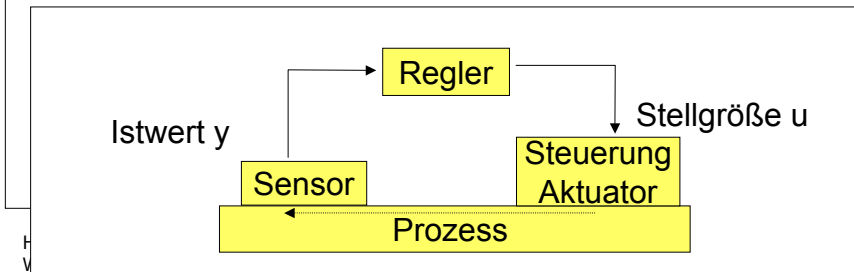 Regler
Istwert y
Stellgröße u
Sensor
Steuerung
Aktuator
Prozess